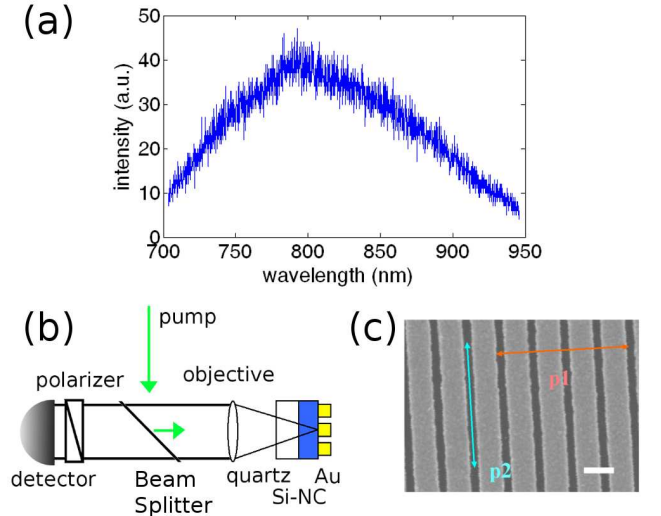 (a)
50
40
30
20
10
0
intensity (a.u.)
700 750 800 850 900 950
wavelength (nm)
(b)
pump
polarizer
objective
detector
Beam
Splitter
quartz
Si-NC
Au
(c)
p1
p2